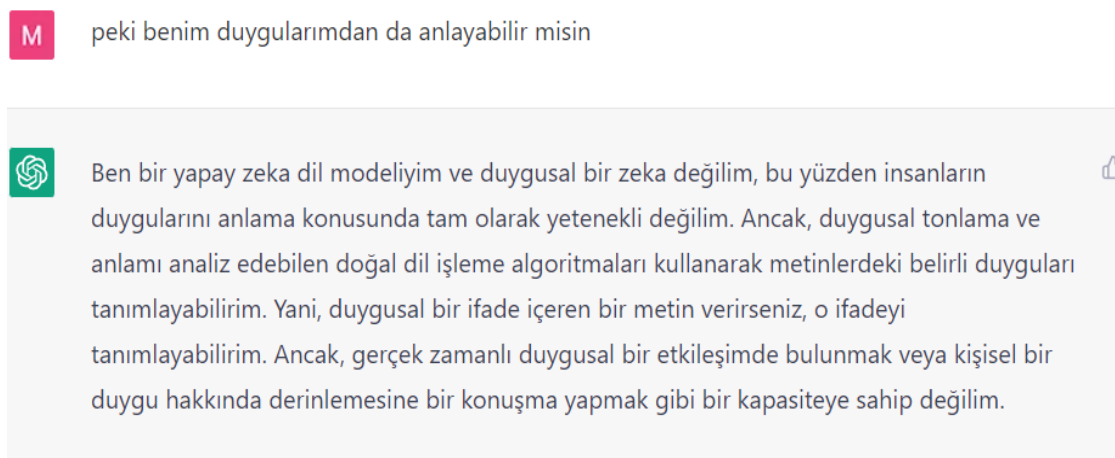 M
peki benim duygularımdan da anlayabilir misin
Ben bir yapay zeka dil modeliyim ve duygusal bir zeka değilim, bu yüzden insanların
duygularını anlama konusunda tam olarak yetenekli değilim. Ancak, duygusal tonlama ve
anlamı analiz edebilen doğal dil işleme algoritmaları kullanarak metinlerdeki belirli duyguları
tanımlayabilirim. Yani, duygusal bir ifade içeren bir metin verirseniz, o ifadeyi
tanımlayabilirim. Ancak, gerçek zamanlı duygusal bir etkileşimde bulunmak veya kişisel bir
duygu hakkında derinlemesine bir konuşma yapmak gibi bir kapasiteye sahip değilim.